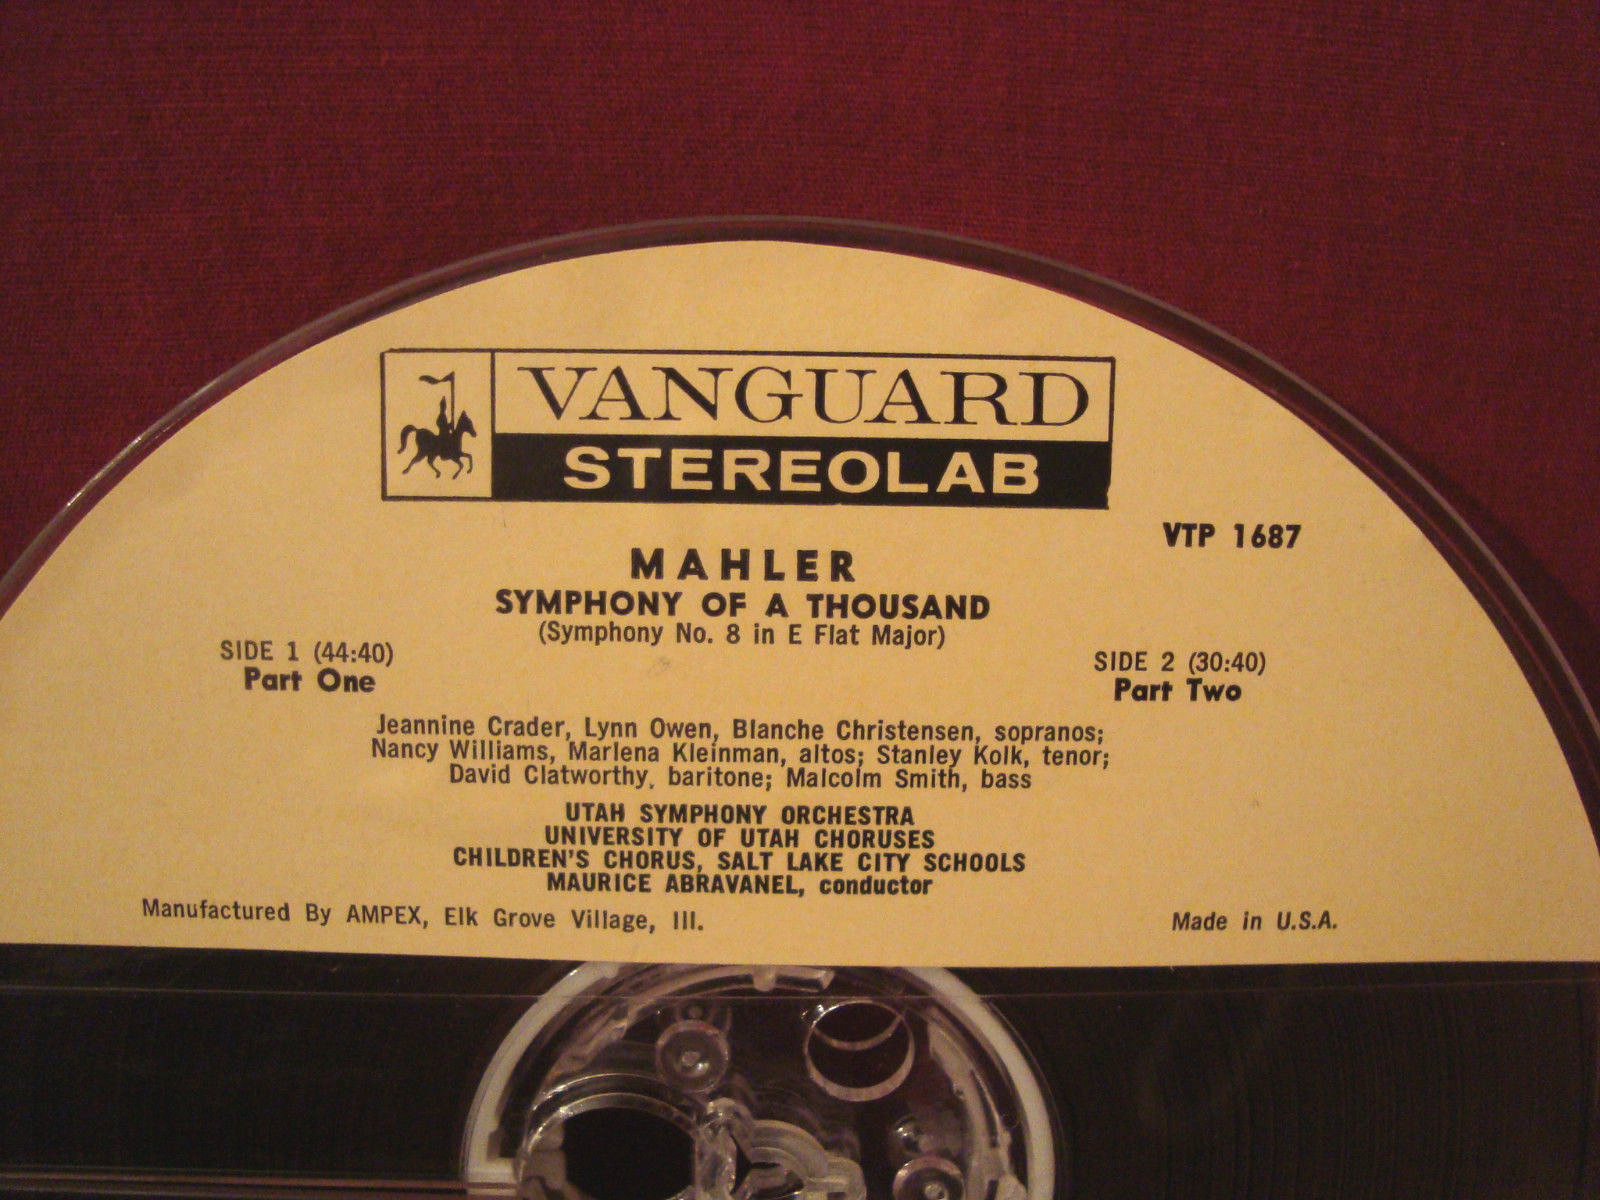 VANGUARD
STEREOLAB
VTP 1687
MAHLER
SYMPHONY OF A THOUSAND
(Symphony No. 8 in E Flat Major)
SIDE 1 (44:40)
Part One
SIDE 2 (30:40)
Part Two
Jeannine Crader, Lynn Owen, Blanche Christensen, sopranos;
Nancy Williams, Marlena Kleinman, altos; Stanley Kolk, tenor;
David Clatworthy, baritone; Malcolm Smith, bass
UTAH SYMPHONY ORCHESTRA
UNIVERSITY OF UTAH CHORUSES
CHILDREN'S CHORUS, SALT LAKE CITY SCHOOLS
MAURICE ABRAVANEL, conductor
Manufactured By AMPEX, Elk Grove Village, Ill.
Made in U.S.A.